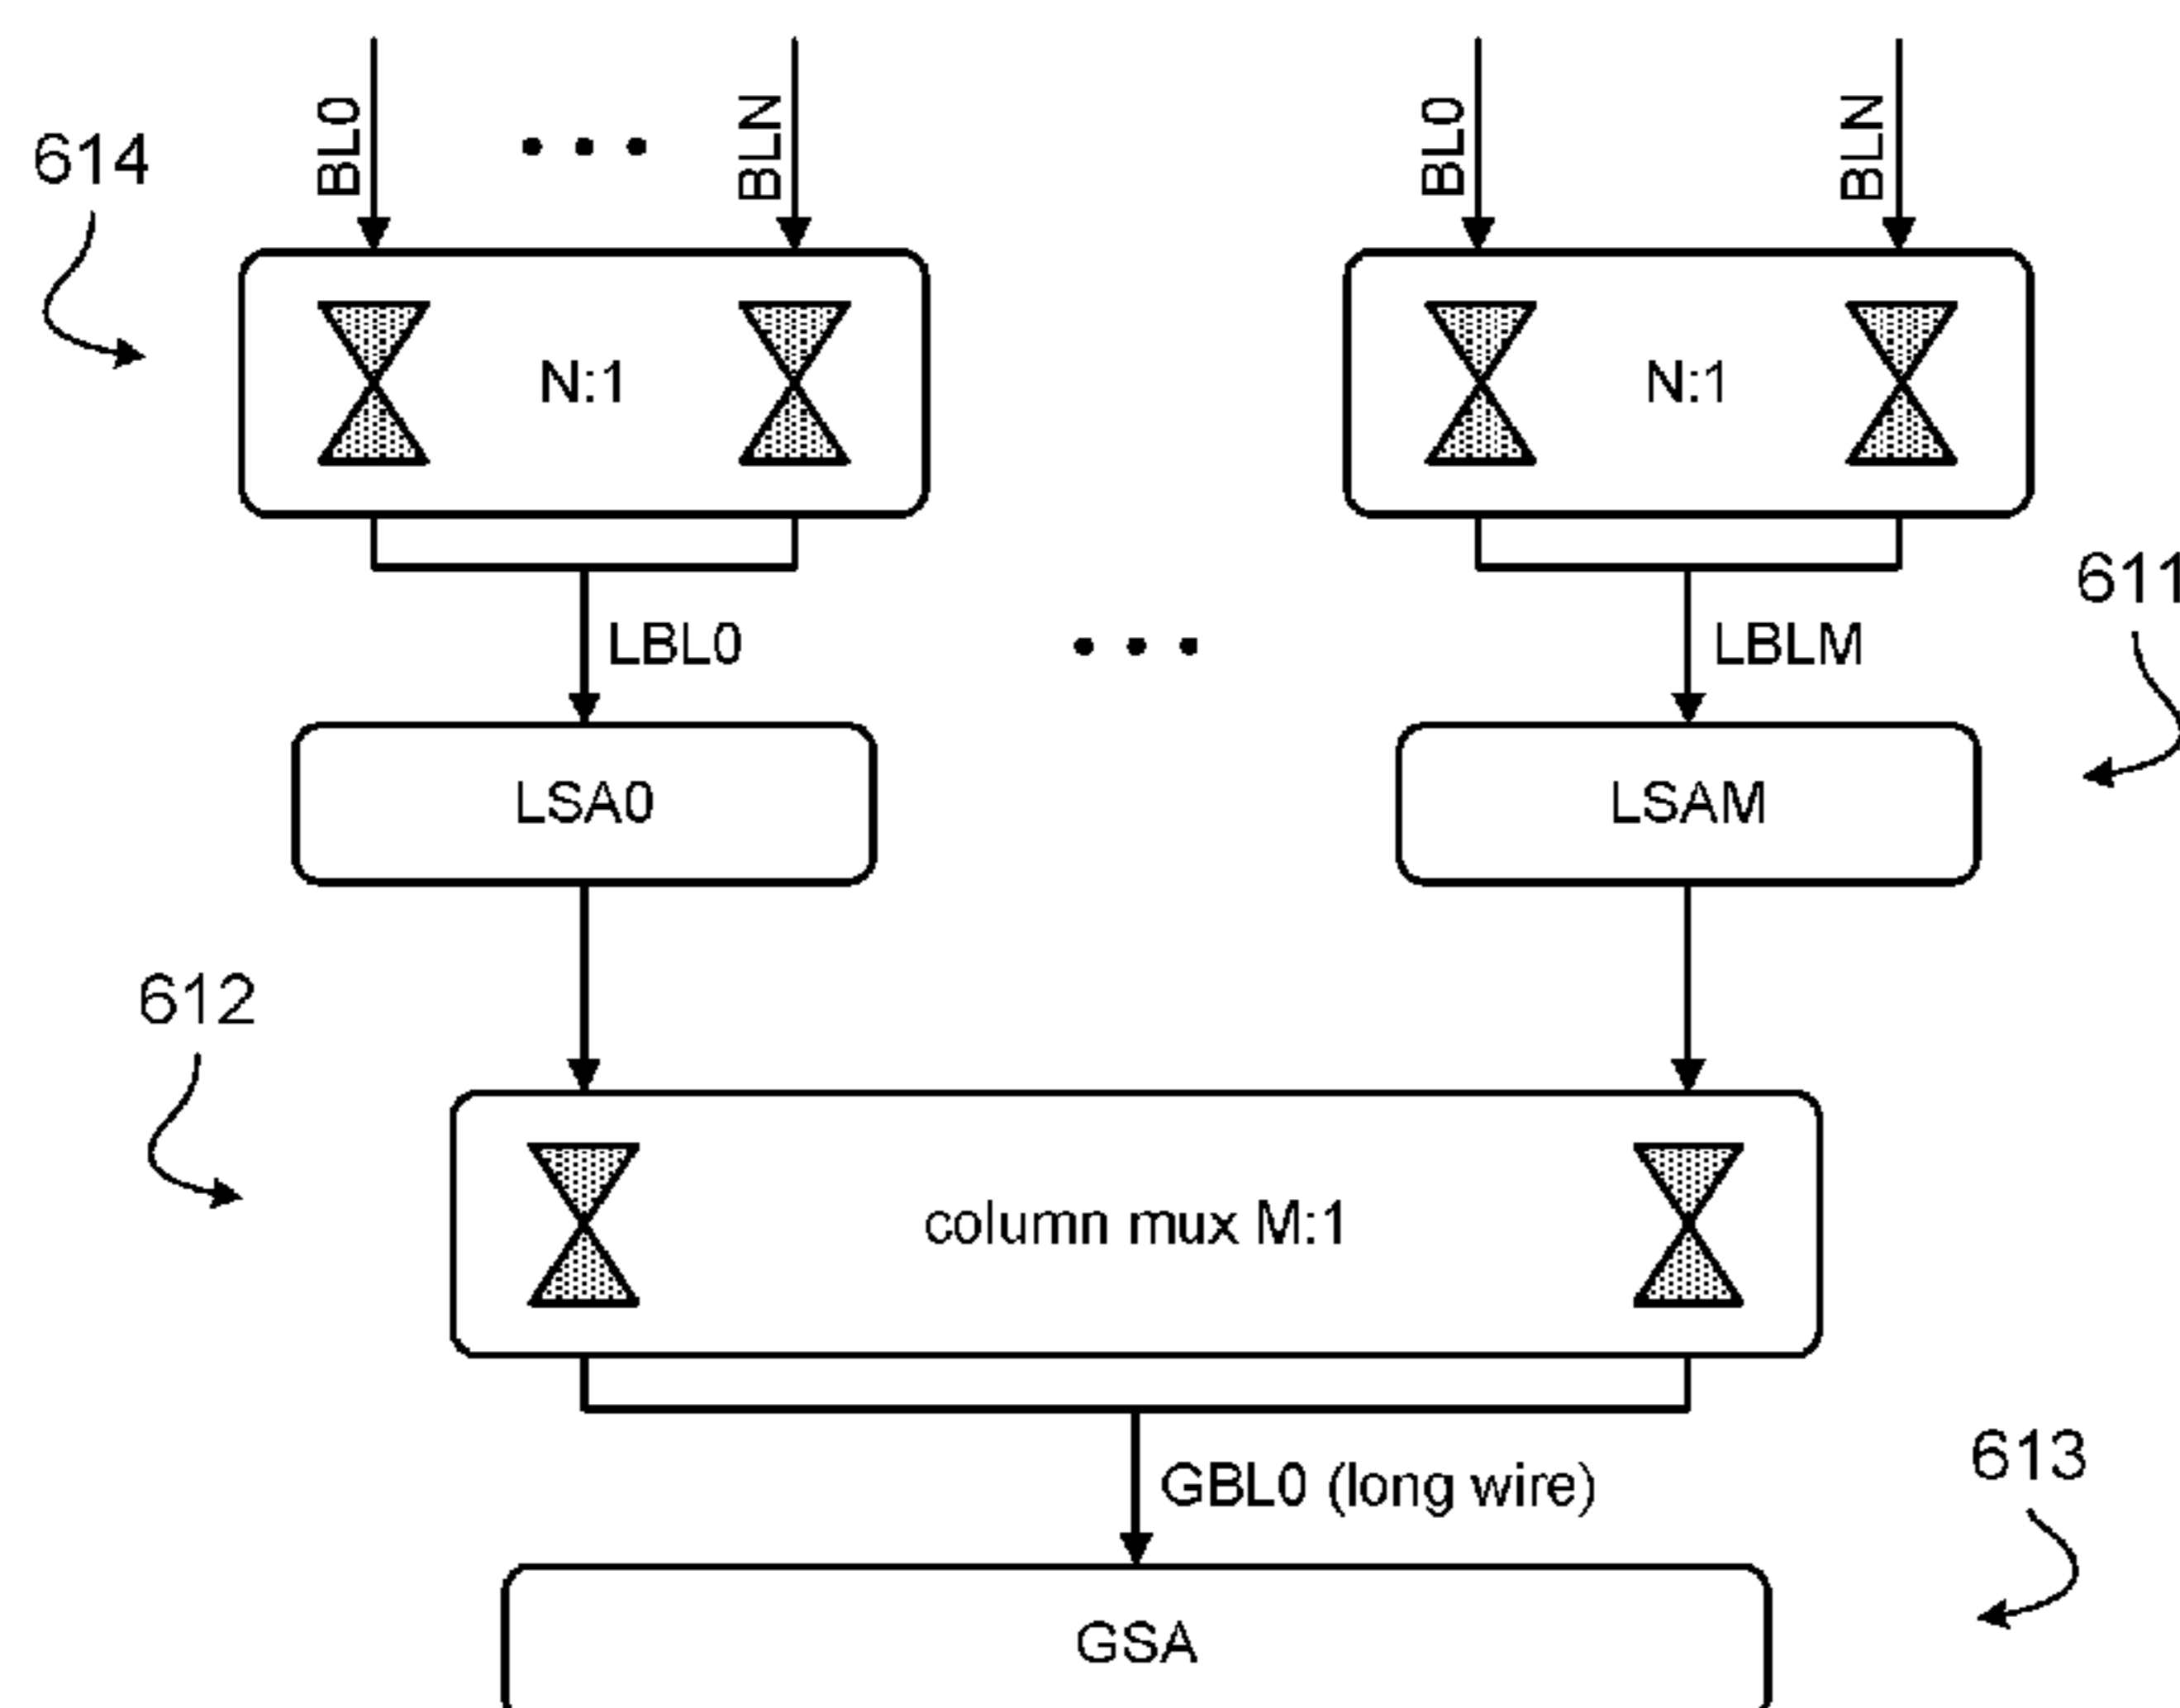 BL0
BLN
BL0
BLN
614
N:1
N:1
611
LBL0
LBLM
LSA0
LSAM
612
column mux M:1
613
GBL0 (long wire)
GSA